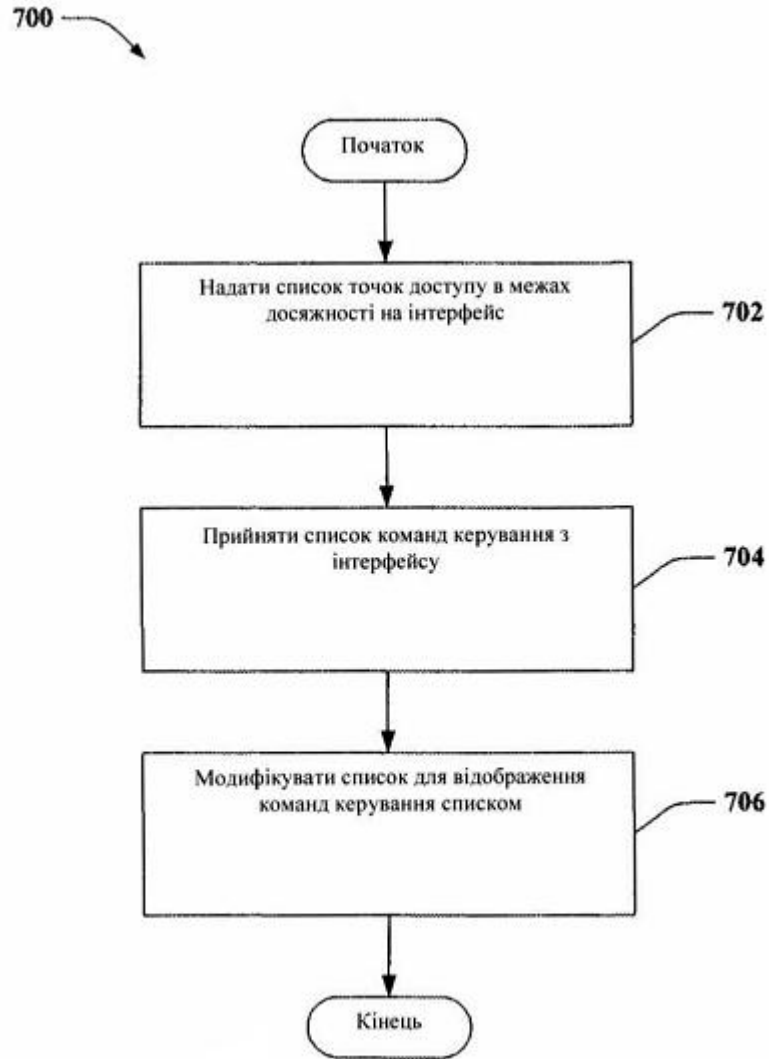 700
Початок
Надати список точок доступу в межах
досяжності на інтерфейс
702
Прийняти список команд керування з
інтерфейсу
704
Модифікувати список для відображення
команд керування списком
706
Кінець